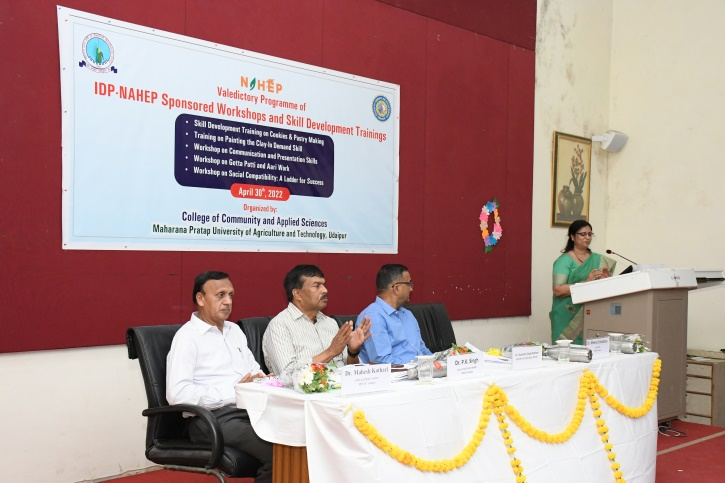 NAHEP
Valedictory Programme of
IDP-NAHEP Sponsored Workshops and Skill Development Trainings
• Skill Development Training on Cookies & Pastry Making
• Training on Painting the Clay-In Demand Skill
• Workshop on Communication and Presentation Skills
• Workshop on Gotta Patti and Aari Work
• Workshop on Social Compatibility: A Ladder for Success
April 30th, 2022
Organized by:
College of Community and Applied Sciences
Maharana Pratap University of Agriculture and Technology, Udaipur
Dr. Mahesh Kothari
Dr. P.K. Singh